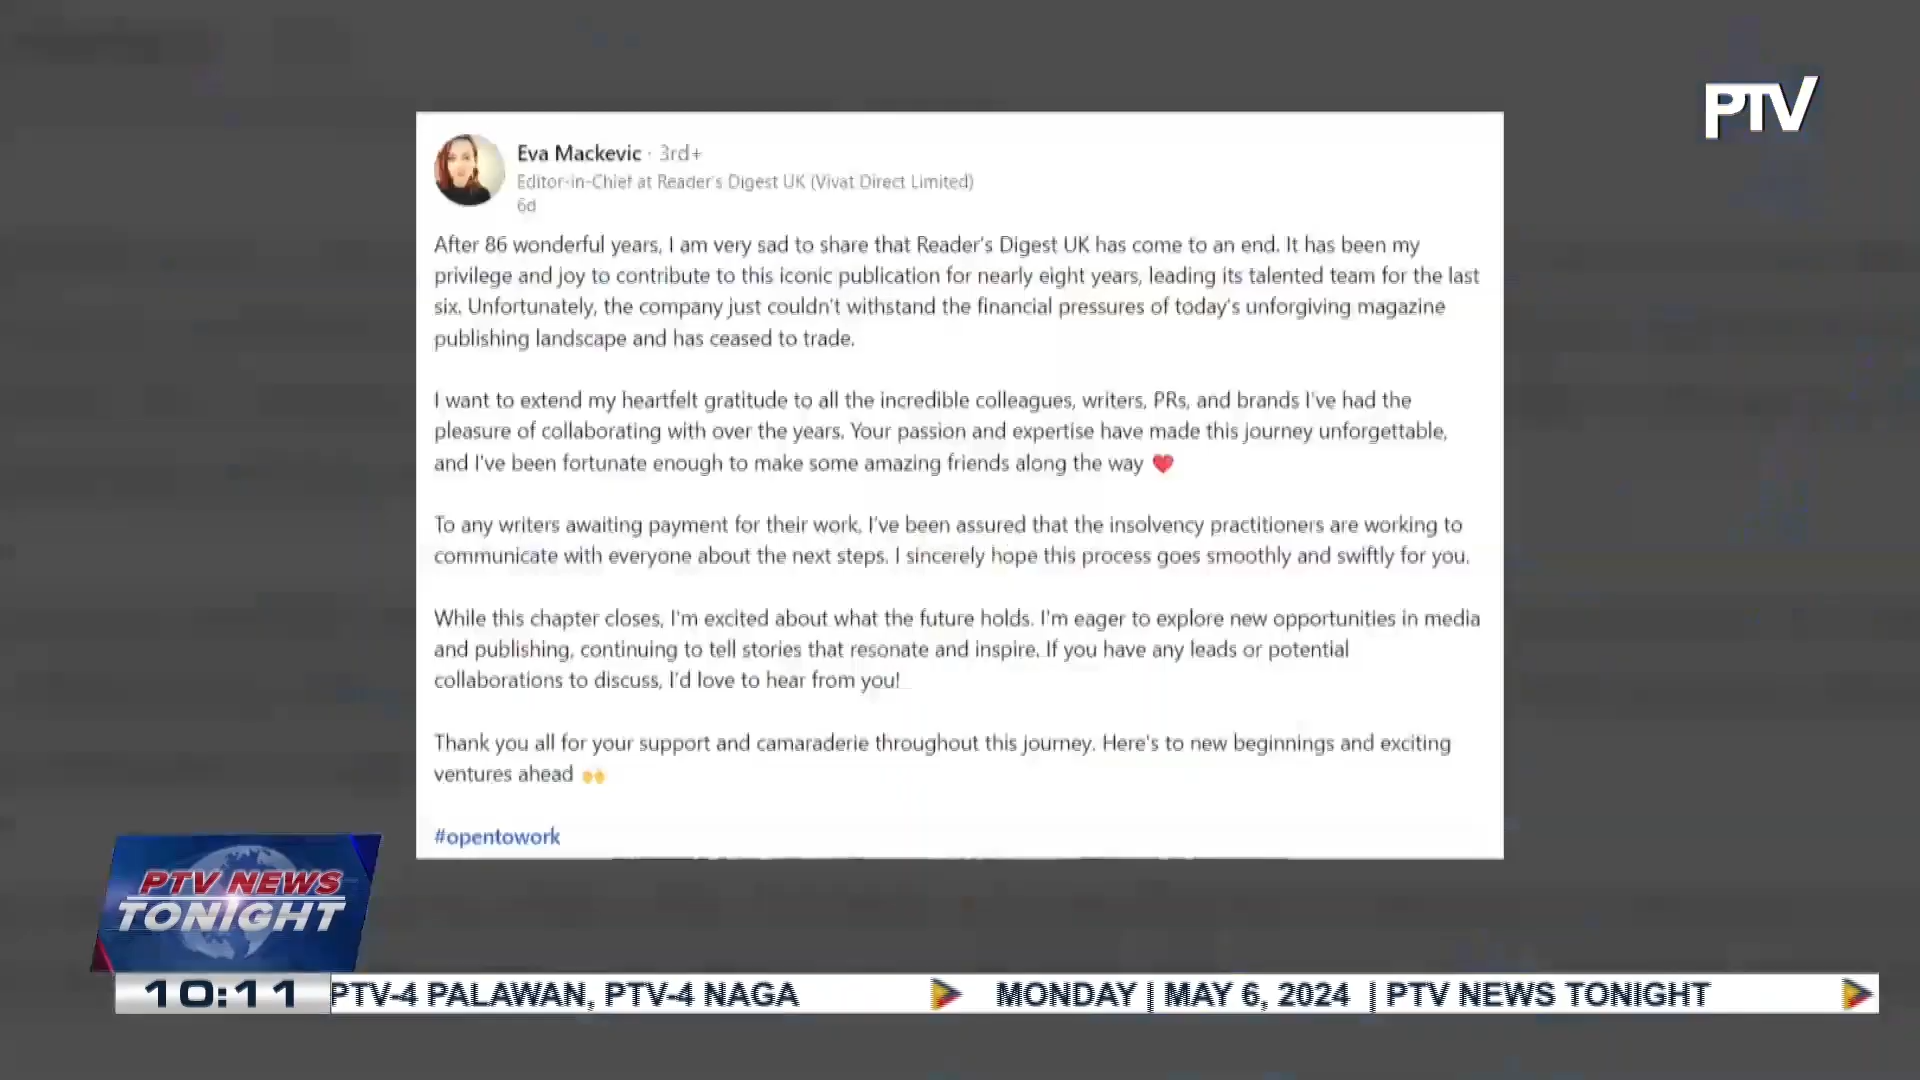 PTV
Eva Mackevic · 3rd+
Editor-in-Chief at Reader's Digest UK (Vivat Direct Limited)
6d
After 86 wonderful years, I am very sad to share that Reader's Digest UK has come to an end. It has been my
privilege and joy to contribute to this iconic publication for nearly eight years, leading its talented team for the last
six. Unfortunately, the company just couldn't withstand the financial pressures of today's unforgiving magazine
publishing landscape and has ceased to trade.
I want to extend my heartfelt gratitude to all the incredible colleagues, writers, PRs, and brands I've had the
pleasure of collaborating with over the years. Your passion and expertise have made this journey unforgettable,
and I've been fortunate enough to make some amazing friends along the way ❤️
To any writers awaiting payment for their work, I've been assured that the insolvency practitioners are working to
communicate with everyone about the next steps. I sincerely hope this process goes smoothly and swiftly for you.
While this chapter closes, I'm excited about what the future holds. I'm eager to explore new opportunities in media
and publishing, continuing to tell stories that resonate and inspire. If you have any leads or potential
collaborations to discuss, I'd love to hear from you!
Thank you all for your support and camaraderie throughout this journey. Here's to new beginnings and exciting
ventures ahead 🙌
#opentowork
PTV NEWS
TONIGHT
10:11 PTV-4 PALAWAN, PTV-4 NAGA MONDAY | MAY 6, 2024 | PTV NEWS TONIGHT